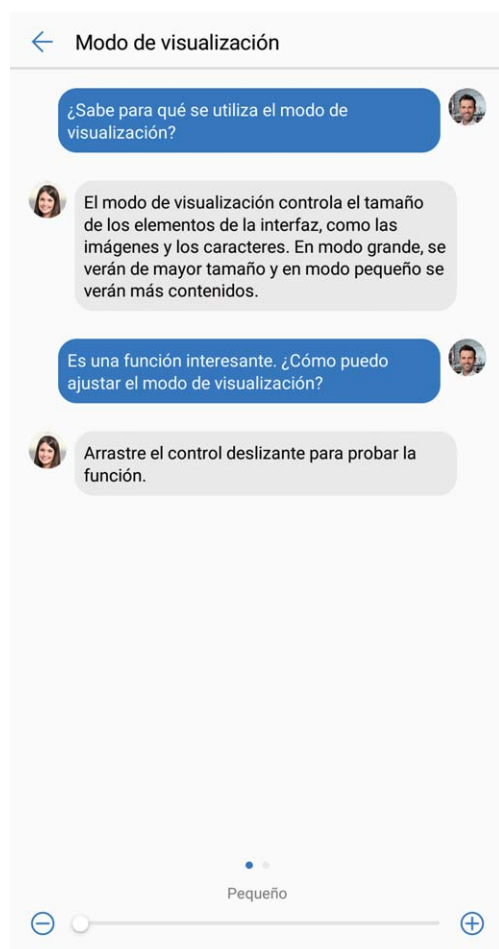 Modo de visualización
¿Sabe para qué se utiliza el modo de
visualización?
El modo de visualización controla el tamaño
de los elementos de la interfaz, como las
imágenes y los caracteres. En modo grande, se
verán de mayor tamaño y en modo pequeño se
verán más contenidos.
Es una función interesante. ¿Cómo puedo
ajustar el modo de visualización?
Arrastre el control deslizante para probar la
función.
Pequeño